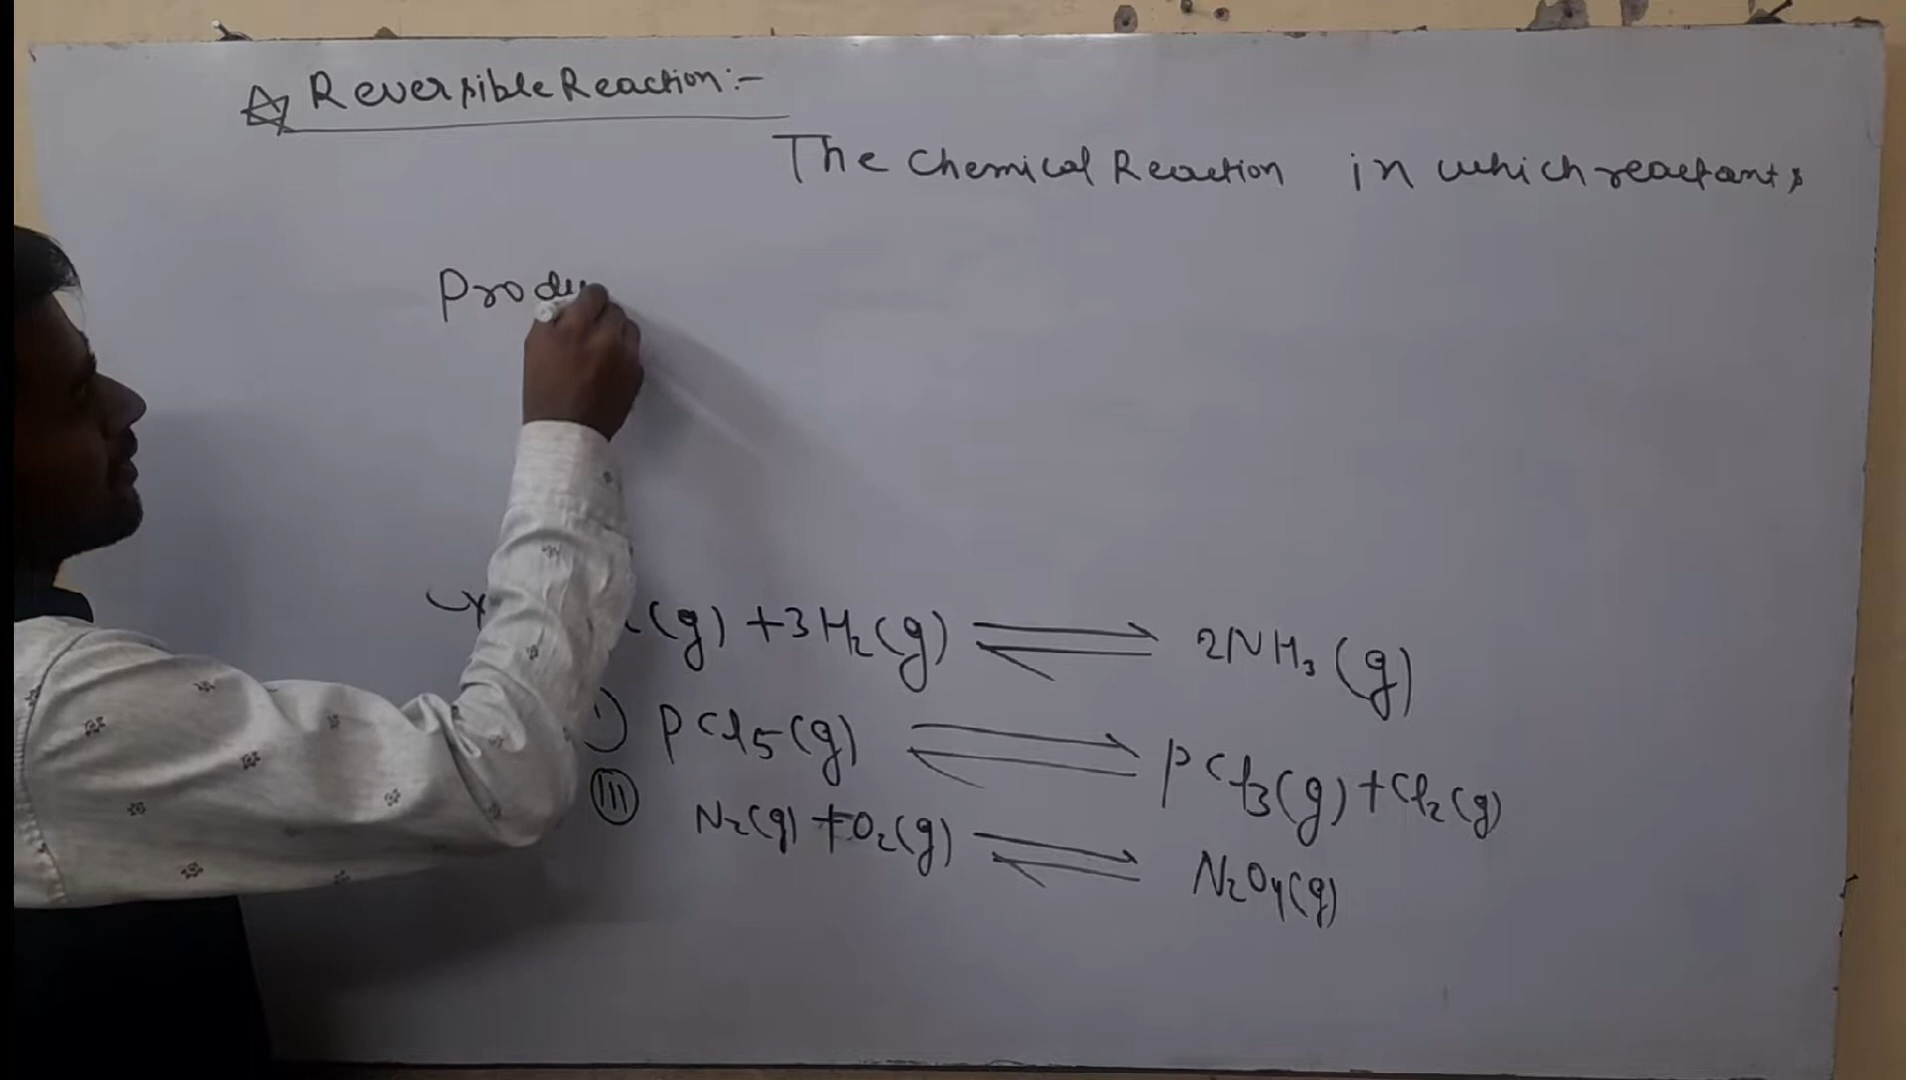 Reversible Reaction:-
The Chemical Reaction in which reactants
Produ
(g) + 3H₂(g) ⇌ 2NH₃(g)
) PCl5(g) ⇌ PCl3(g) + Cl₂(g)
(III) N₂(g) + O₂(g) ⇌ N₂O4(g)